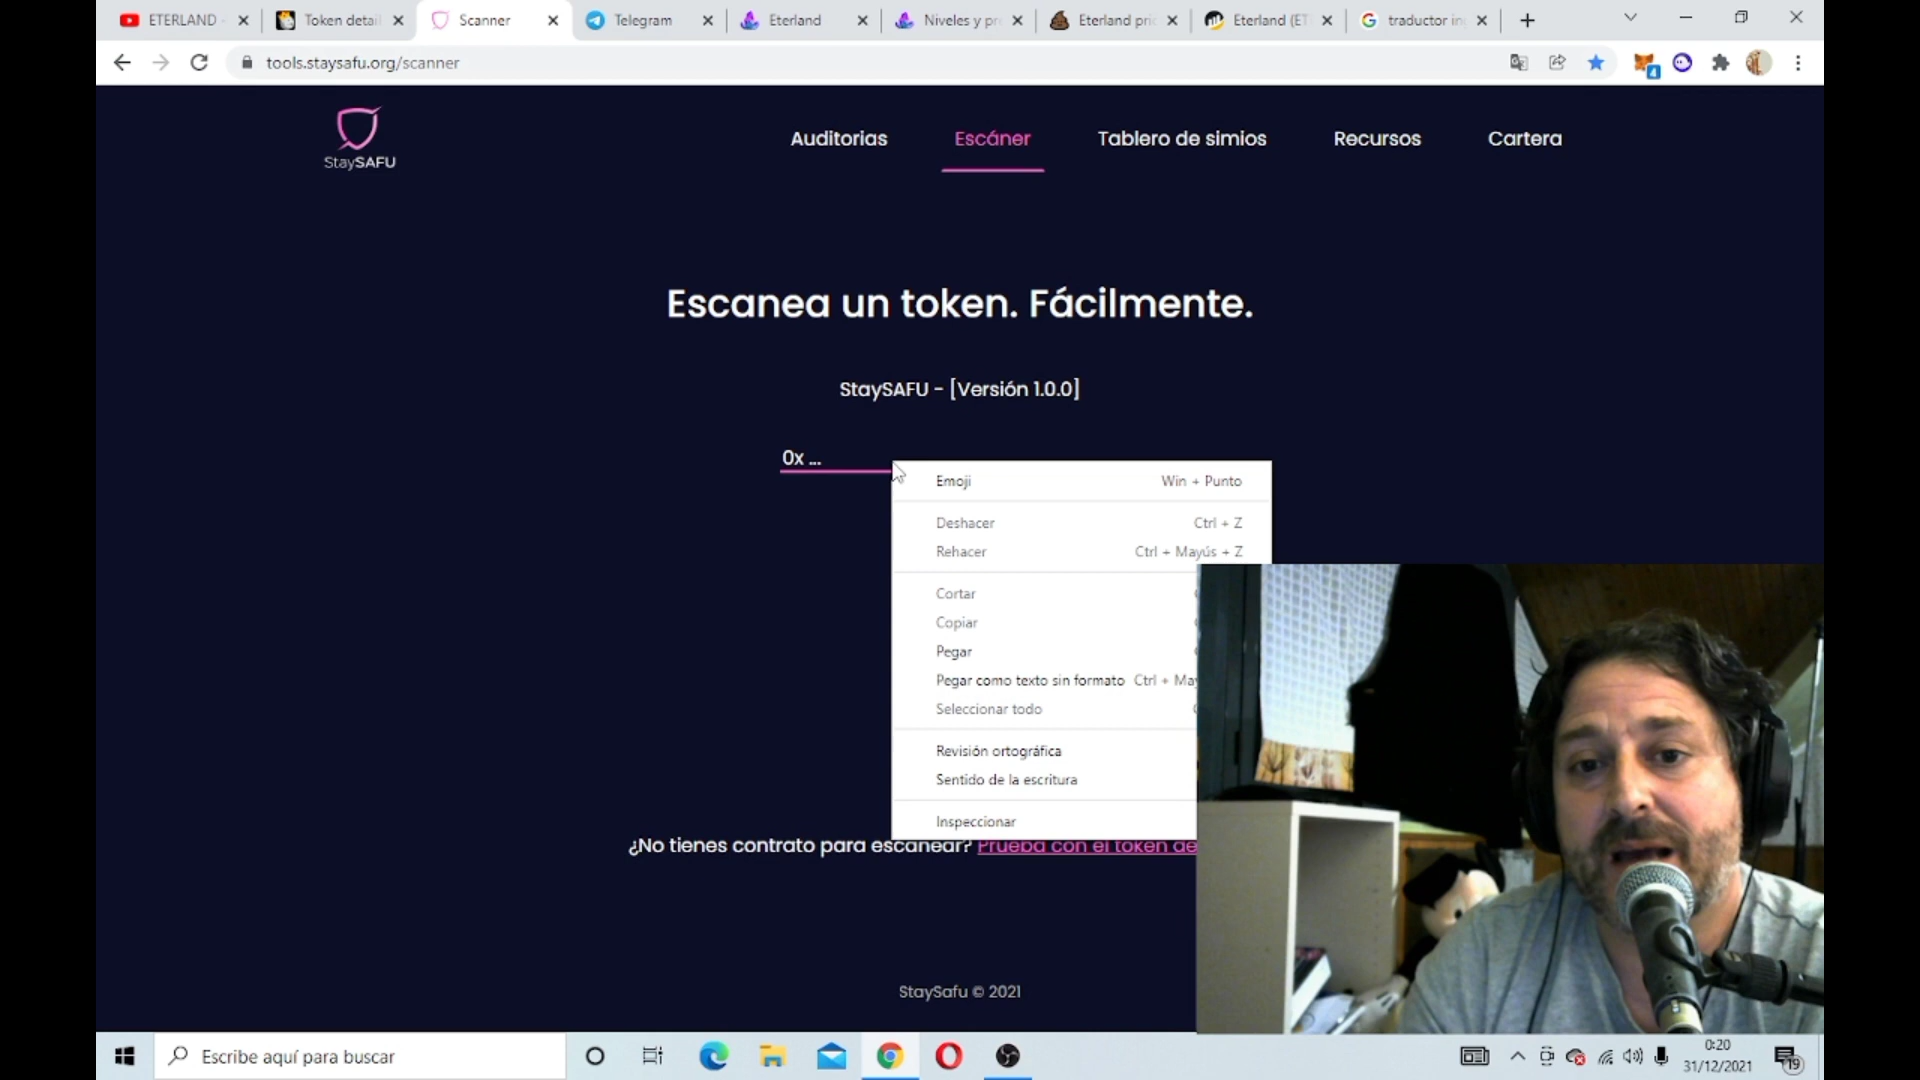 ETERLAND
Token detai
Scanner
Telegram
Eterland
Niveles y pr
Eterland pri
Eterland (ET
traductor in
tools.staysafu.org/scanner
StaySAFU
Auditorias
Escáner
Tablero de simios
Recursos
Cartera
Escanea un token. Fácilmente.
StaySAFU - [Versión 1.0.0]
0x ...
Emoji Win + Punto
Deshacer Ctrl + Z
Rehacer Ctrl + Mayús + Z
Cortar
Copiar
Pegar
Pegar como texto sin formato Ctrl + May
Seleccionar todo
Revisión ortográfica
Sentido de la escritura
Inspeccionar
¿No tienes contrato para escanear? Prueba con el token de
StaySafu © 2021
Escribe aquí para buscar
0:20
31/12/2021
19